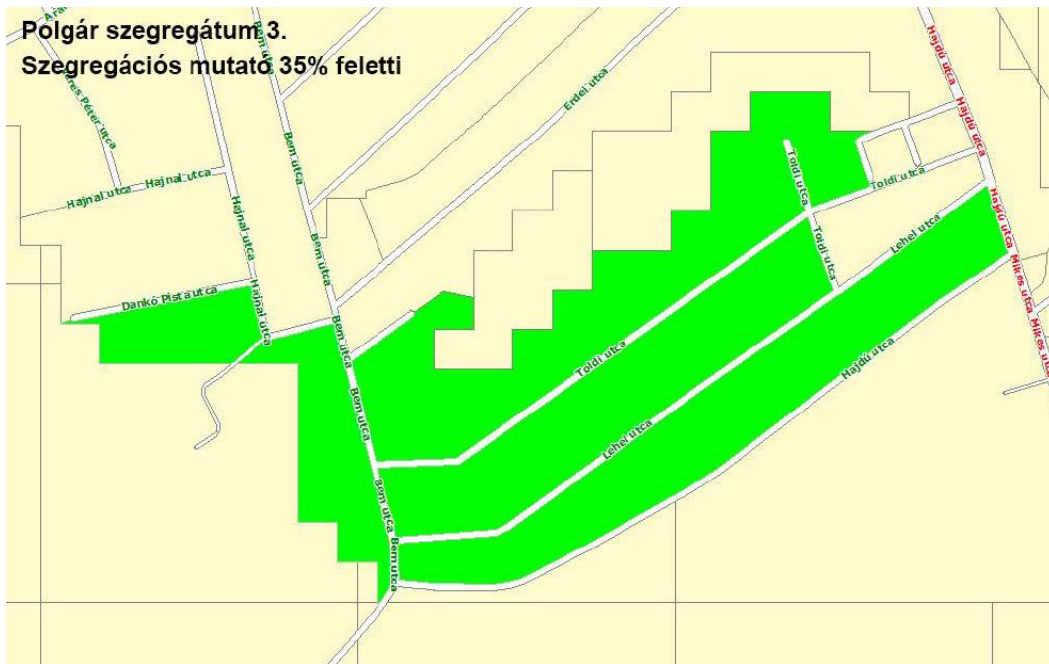 Polgár szegregátum 3.
Szegregációs mutató 35% feletti
Bem utca
Hajdú utca
Erdei utca
Hajdú utca
Bem utca
Hajnal utca
Hajnal utca
Toldi utca
Toldi utca
Hajnal utca
Hajdú utca
Bem utca
Toldi utca
Lehel utca
Mikes utca
Dankó Pista utca
Hajnal utca
Bem utca
Mikes utca
Toldi utca
Hajdú utca
Bem utca
Lehel utca
Bem utca
Bem utca